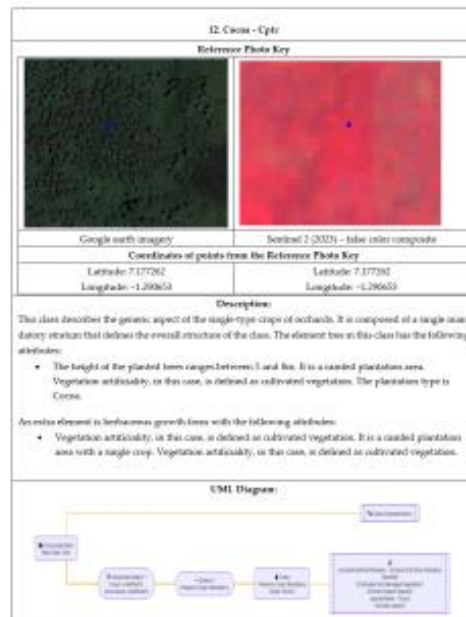 12. Cocoa - Cptc
Reference Photo Key
Google earth imagery
Sentinel 2 (2023) – false color composite
Coordinates of points from the Reference Photo Key
Latitude: 7.177262
Latitude: 7.177262
Longitude: -1.290653
Longitude: -1.290653
Description:
This class describes the generic aspect of the single-type crops of orchards. It is composed of a single man-
datory stratum that defines the overall structure of the class. The element tree in this class has the following
attributes:
• The height of the planted trees ranges between 5 and 8m. It is a rainfed plantation area.
Vegetation artificiality, in this case, is defined as cultivated vegetation. The plantation type is
Cocoa.
An extra element is herbaceous growth form with the following attributes:
• Vegetation artificiality, in this case, is defined as cultivated vegetation. It is a rainfed plantation
area with a single crop. Vegetation artificiality, in this case, is defined as cultivated vegetation.
UML Diagram: